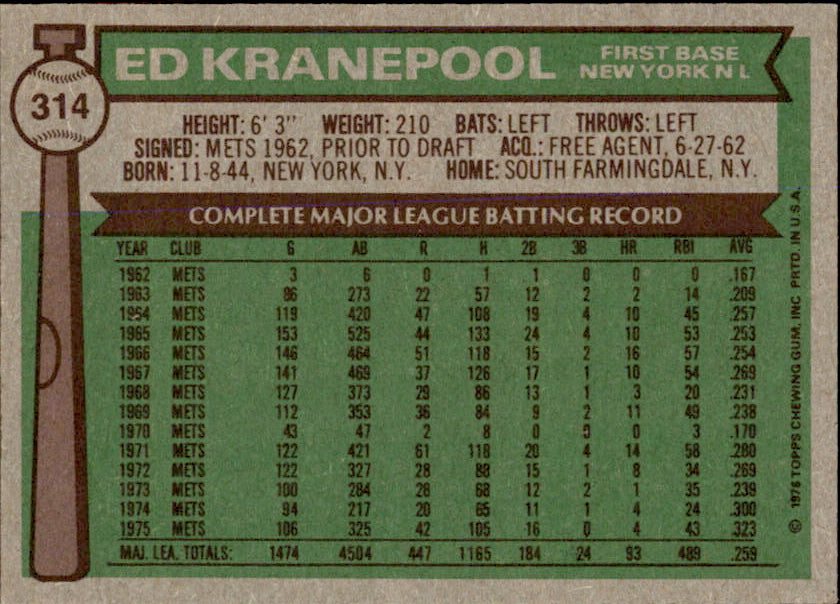 ED KRANEPOOL
FIRST BASE
NEW YORK N L
314
HEIGHT: 6' 3" WEIGHT: 210 BATS: LEFT THROWS: LEFT
SIGNED: METS 1962, PRIOR TO DRAFT ACQ.: FREE AGENT, 6-27-62
BORN: 11-8-44, NEW YORK, N.Y. HOME: SOUTH FARMINGDALE, N.Y.
COMPLETE MAJOR LEAGUE BATTING RECORD
YEAR CLUB G AB R H 2B 3B HR RBI AVG
1962 METS 3 6 0 1 1 0 0 0 .167
1963 METS 86 273 22 57 12 2 2 14 .209
1964 METS 119 420 47 108 19 4 10 45 .257
1965 METS 153 525 44 133 24 4 10 53 .253
1966 METS 146 464 51 118 15 2 16 57 .254
1967 METS 141 469 37 126 17 1 10 54 .269
1968 METS 127 373 29 86 13 1 3 20 .231
1969 METS 112 353 36 84 9 2 11 49 .238
1970 METS 43 47 2 8 0 0 0 3 .170
1971 METS 122 421 61 118 20 4 14 58 .280
1972 METS 122 327 28 88 15 1 8 34 .269
1973 METS 100 284 28 68 12 2 1 35 .239
1974 METS 94 217 20 65 11 1 4 24 .300
1975 METS 106 325 42 105 16 0 4 43 .323
MAJ. LEA. TOTALS: 1474 4504 447 1165 184 24 93 489 .259
© 1976 TOPPS CHEWING GUM, INC. PRTD. IN U.S.A.